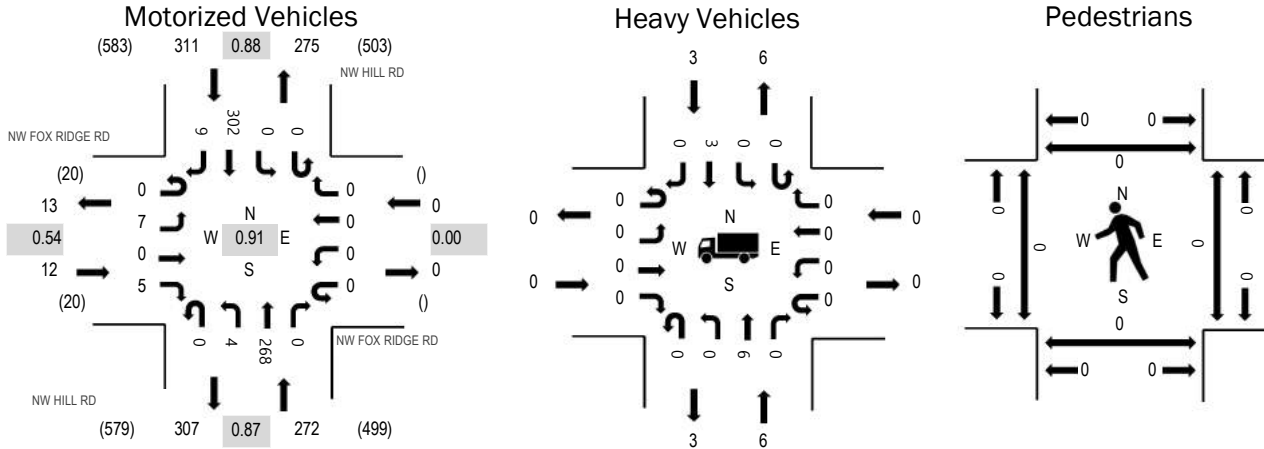 Motorized Vehicles
(583) 311 0.88 275 (503)
NW HILL RD
NW FOX RIDGE RD
9 302 0 0
(20)
13
0.54
12
(20)
0
7
0
5
N
W 0.91 E
S
0
0
0
0
()
0
0.00
0
()
0 4 268 0
NW FOX RIDGE RD
NW HILL RD
(579) 307 0.87 272 (499)
Heavy Vehicles
3 6
0 3 0 0
0
0
0
0
0
0
N
W E
S
0
0
0
0
0
0
0 0 6 0
3 6
Pedestrians
0 0
0
0
0
0
N
W E
S
0
0
0
0
0 0